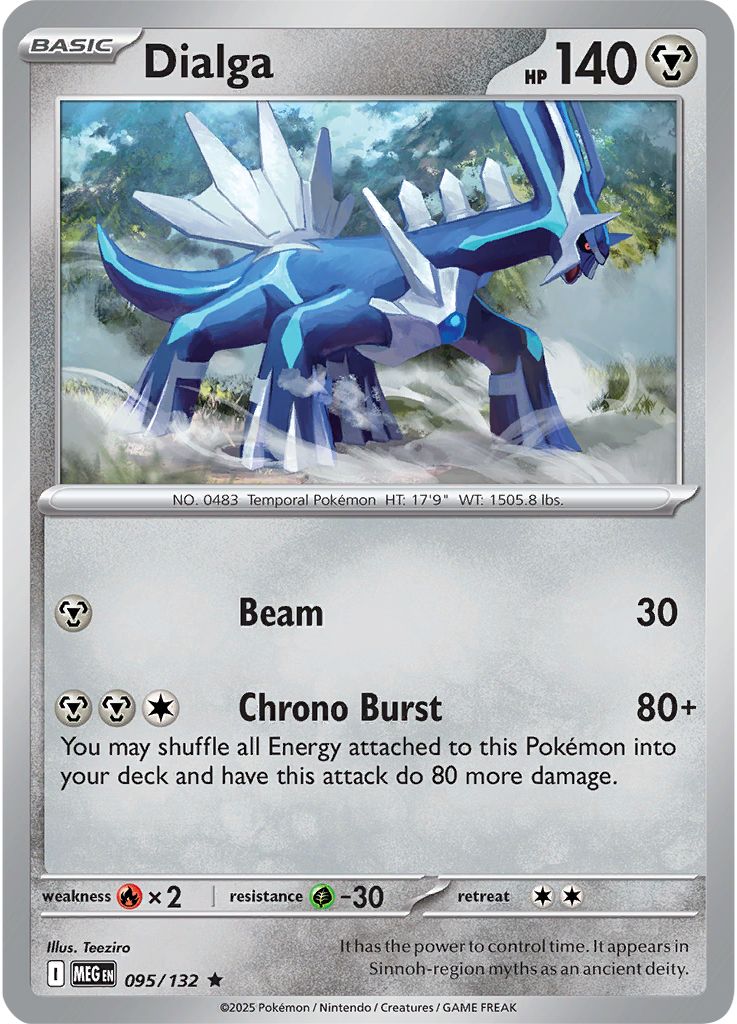 BASIC
Dialga
HP 140
NO. 0483 Temporal Pokémon HT: 17'9" WT: 1505.8 lbs.
Beam 30
Chrono Burst 80+
You may shuffle all Energy attached to this Pokémon into
your deck and have this attack do 80 more damage.
weakness ×2 resistance -30 retreat
Illus. Teeziro
It has the power to control time. It appears in
Sinnoh-region myths as an ancient deity.
I MEG EN 095/132
©2025 Pokémon / Nintendo / Creatures / GAME FREAK